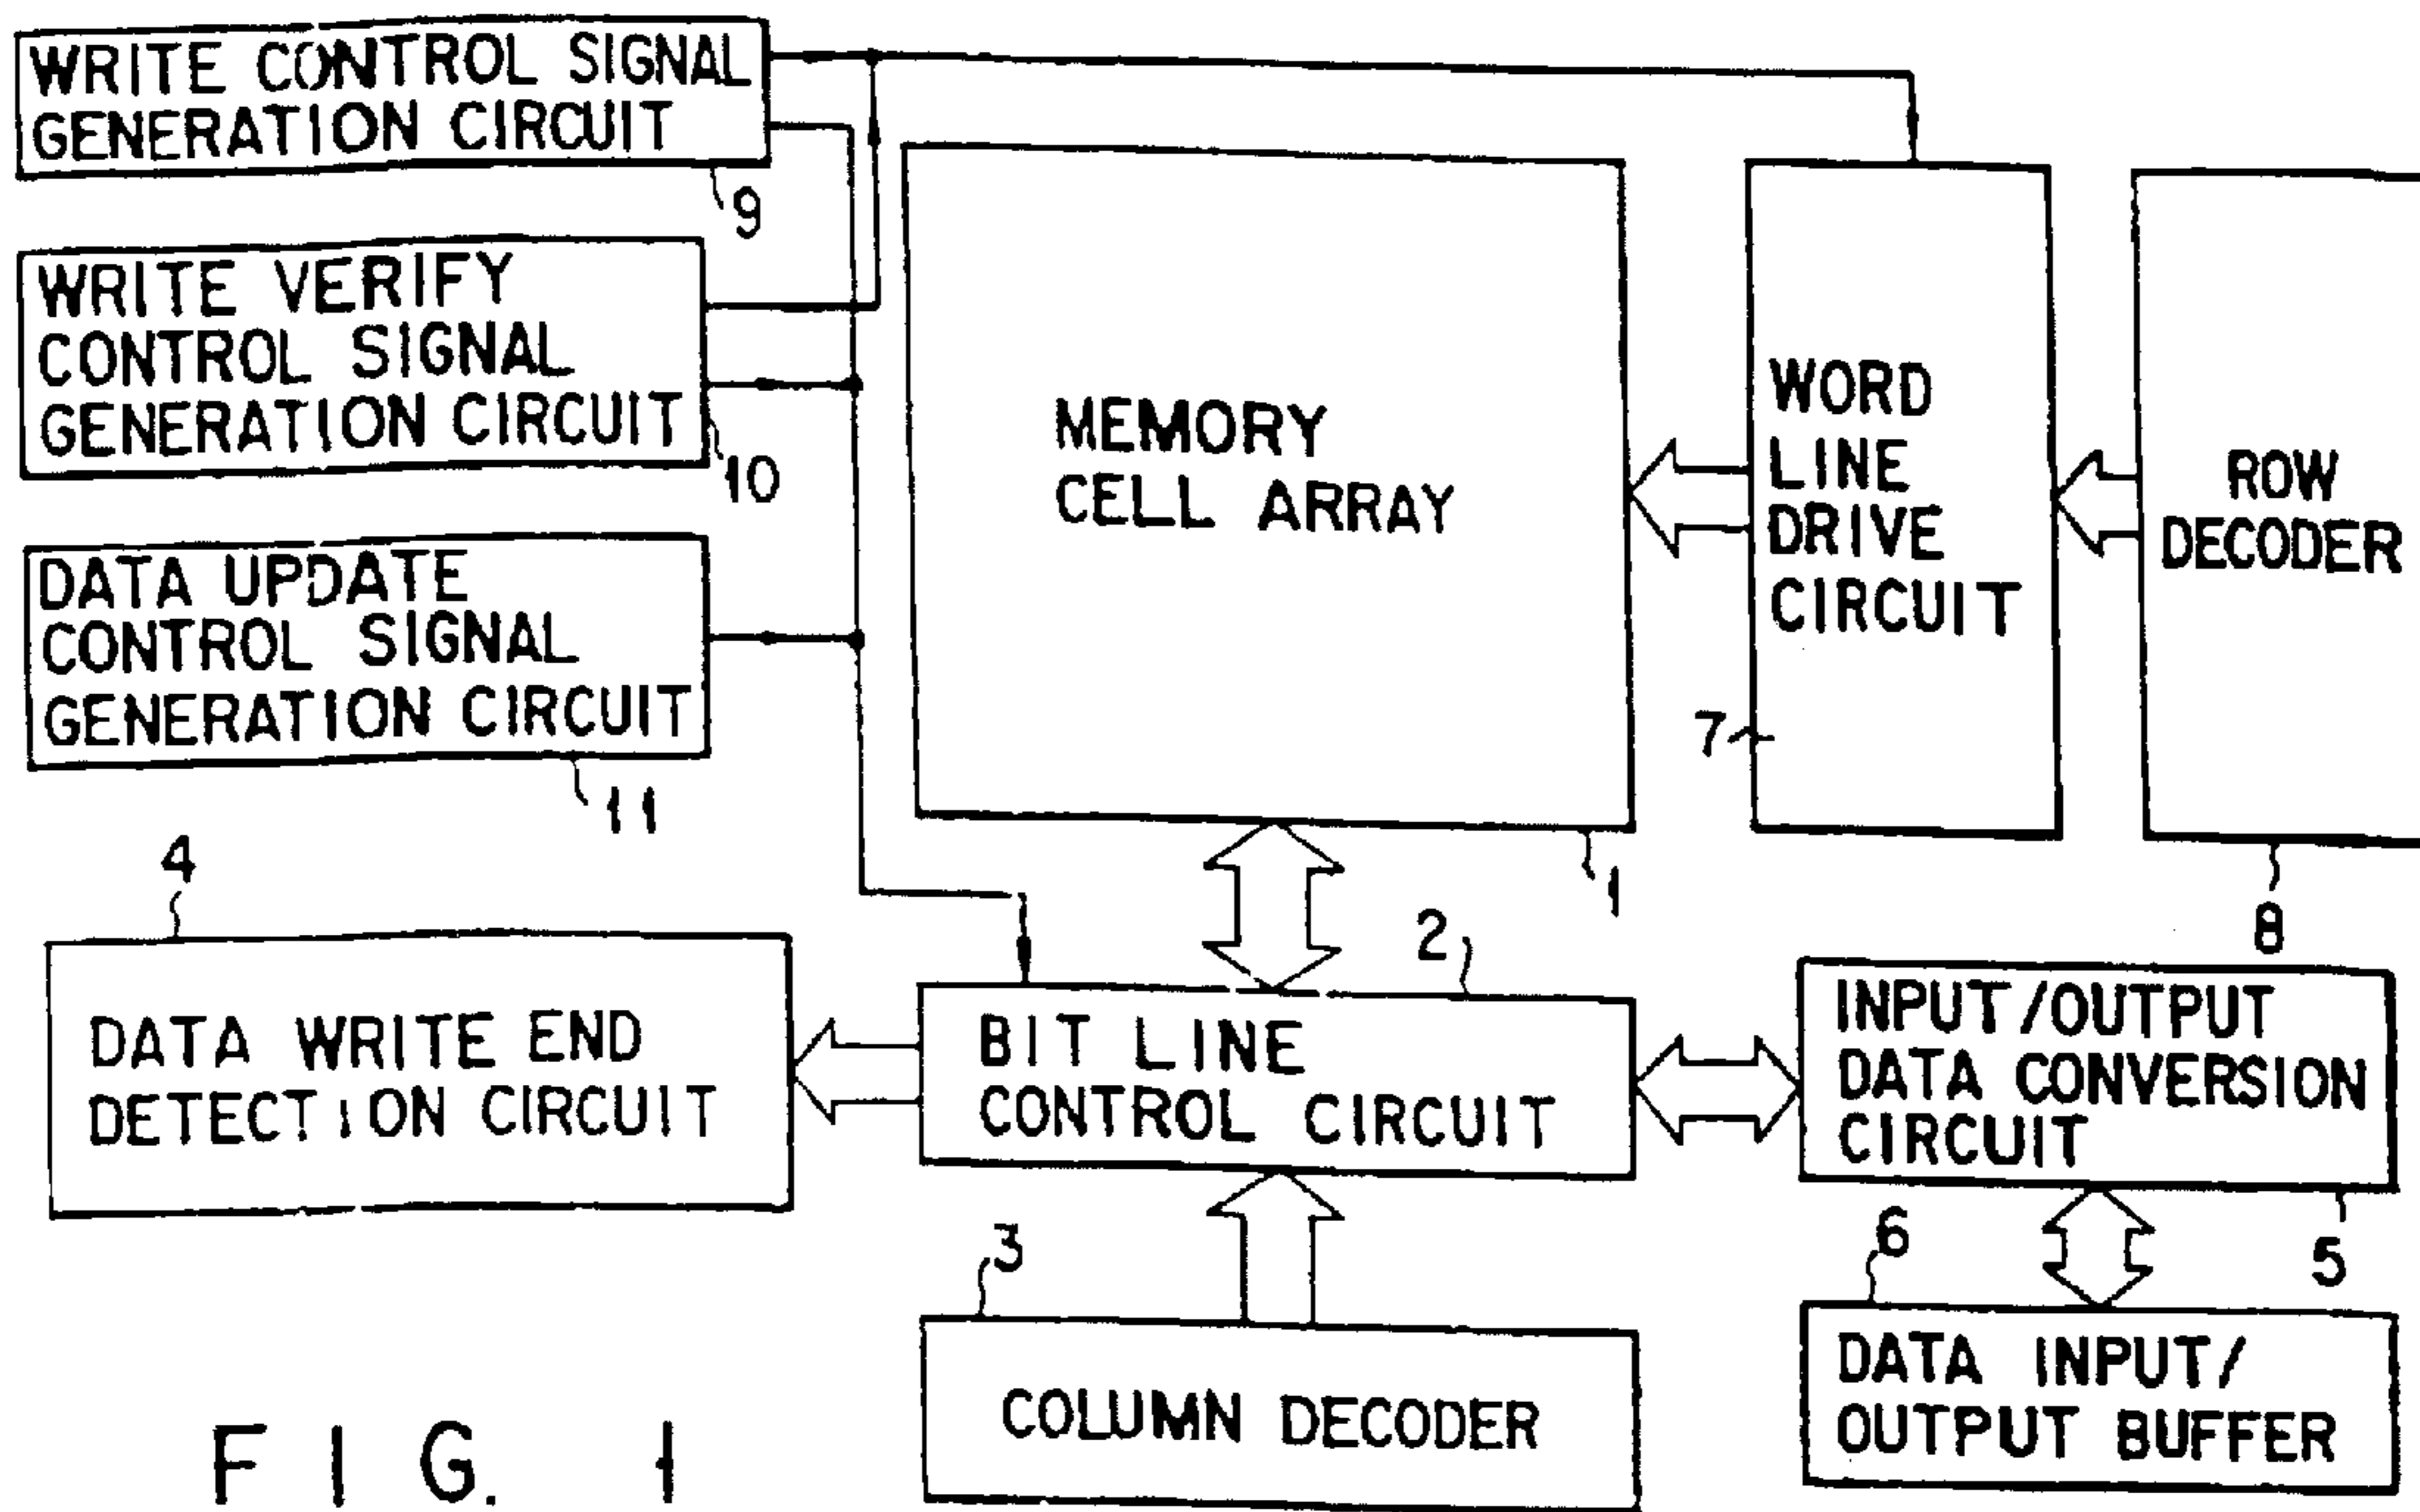 WRITE CONTROL SIGNAL
GENERATION CIRCUIT
9
WRITE VERIFY
CONTROL SIGNAL
GENERATION CIRCUIT
10
DATA UPDATE
CONTROL SIGNAL
GENERATION CIRCUIT
11
MEMORY
CELL ARRAY
1
WORD
LINE
DRIVE
CIRCUIT
7
ROW
DECODER
8
4
DATA WRITE END
DETECTION CIRCUIT
2
BIT LINE
CONTROL CIRCUIT
INPUT/OUTPUT
DATA CONVERSION
CIRCUIT
5
3
COLUMN DECODER
6
DATA INPUT/
OUTPUT BUFFER
FIG. 1